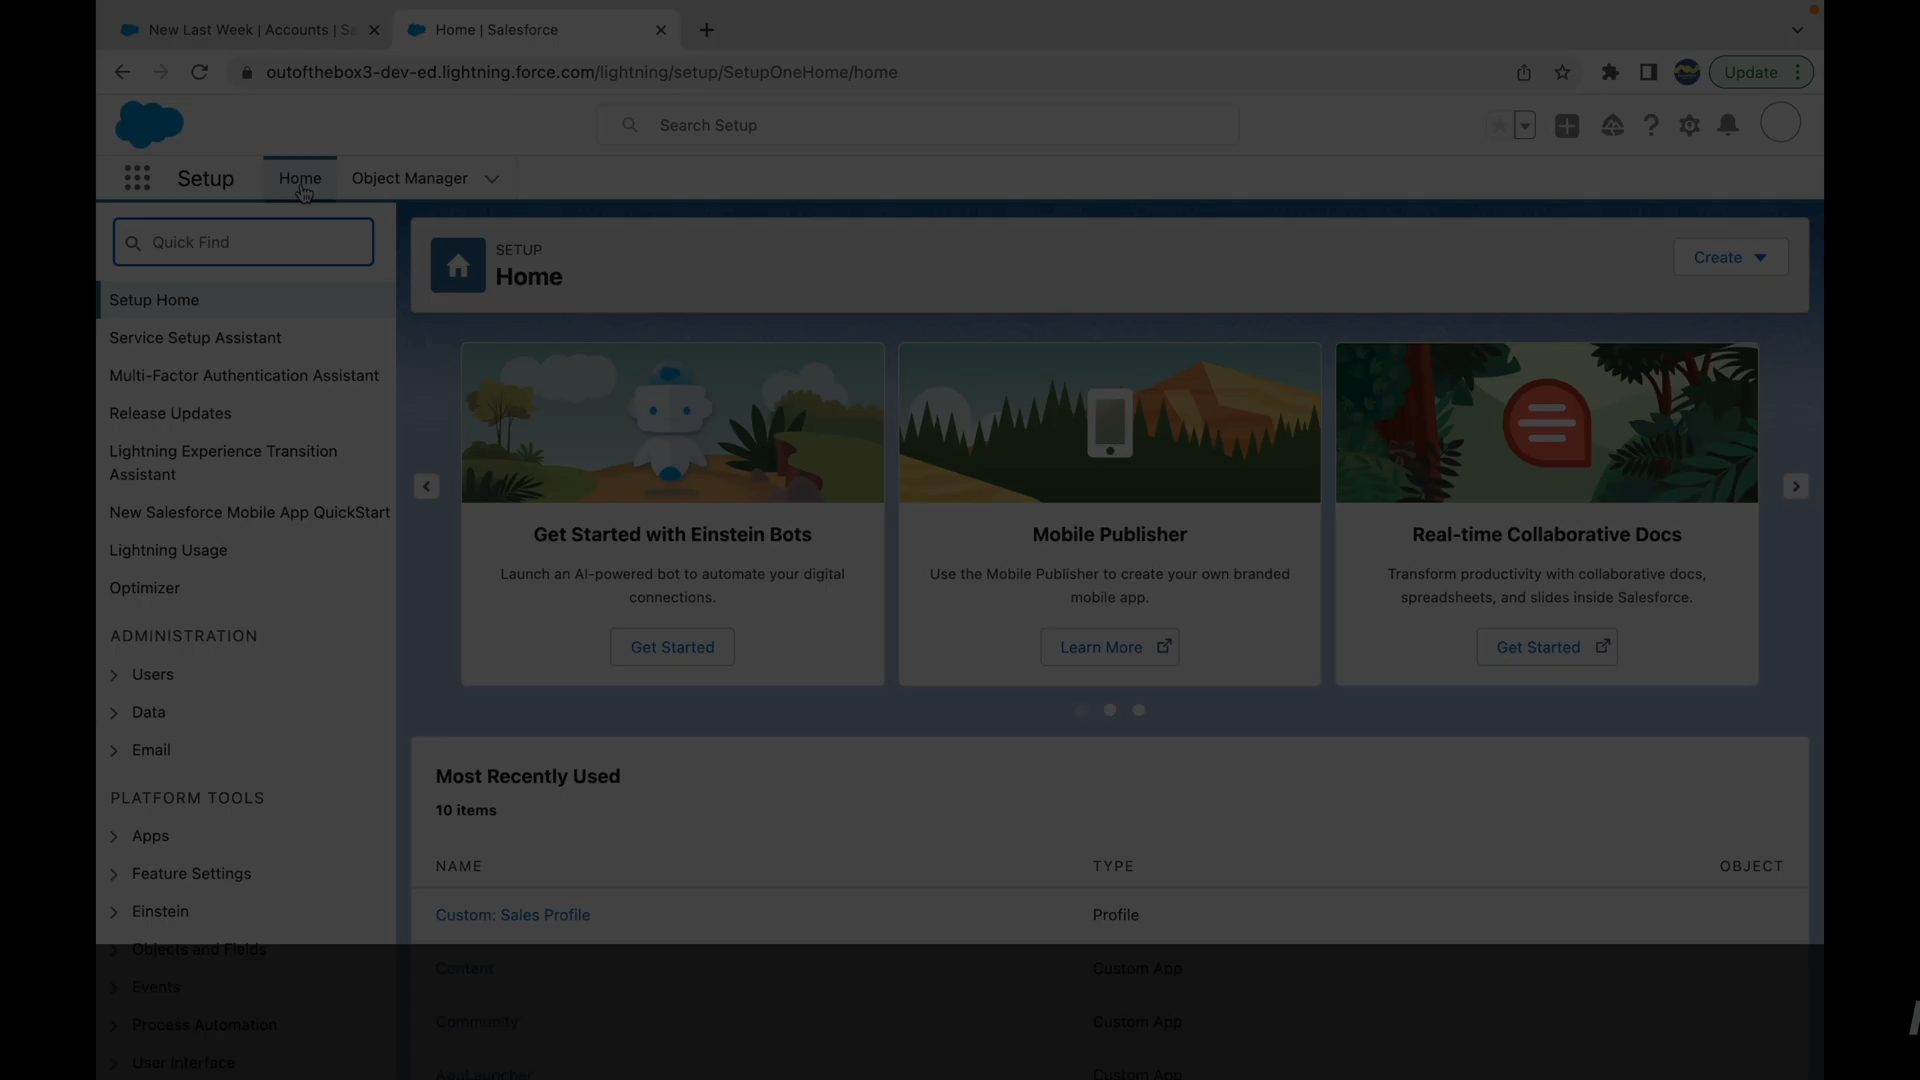 New Last Week | Accounts | Sa
Home | Salesforce
outofthebox3-dev-ed.lightning.force.com/lightning/setup/SetupOneHome/home
Update
Search Setup
Setup
Home
Object Manager
Quick Find
SETUP
Home
Create
Setup Home
Service Setup Assistant
Multi-Factor Authentication Assistant
Release Updates
Lightning Experience Transition
Assistant
New Salesforce Mobile App QuickStart
Lightning Usage
Optimizer
ADMINISTRATION
Users
Data
Email
PLATFORM TOOLS
Apps
Feature Settings
Einstein
Objects and Fields
Events
Process Automation
User Interface
Get Started with Einstein Bots
Launch an AI-powered bot to automate your digital
connections.
Get Started
Mobile Publisher
Use the Mobile Publisher to create your own branded
mobile app.
Learn More
Real-time Collaborative Docs
Transform productivity with collaborative docs,
spreadsheets, and slides inside Salesforce.
Get Started
Most Recently Used
10 items
NAME TYPE OBJECT
Custom: Sales Profile Profile
Content Custom App
Community Custom App
AppLauncher Custom App